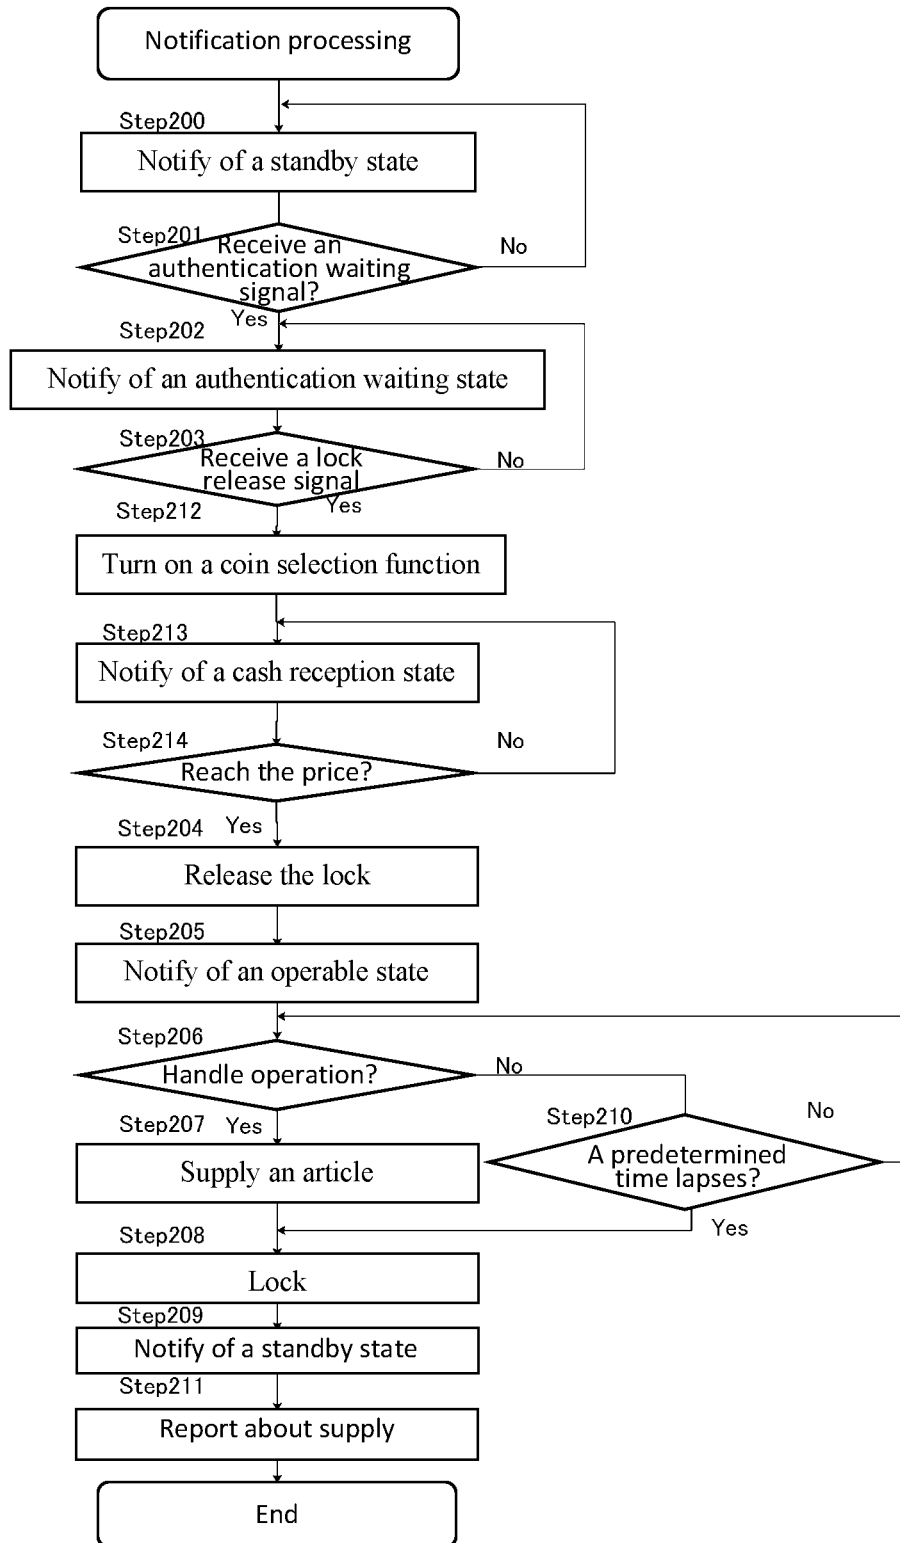 Notification processing
Step200
Notify of a standby state
Step201
Receive an
authentication waiting
signal?
No
Yes
Step202
Notify of an authentication waiting state
Step203
Receive a lock
release signal
No
Yes
Step212
Turn on a coin selection function
Step213
Notify of a cash reception state
Step214
No
Reach the price?
Step204
Yes
Release the lock
Step205
Notify of an operable state
Step206
Handle operation?
No
Step207
Yes
Step210
No
A predetermined
time lapses?
Supply an article
Yes
Step208
Lock
Step209
Notify of a standby state
Step211
Report about supply
End